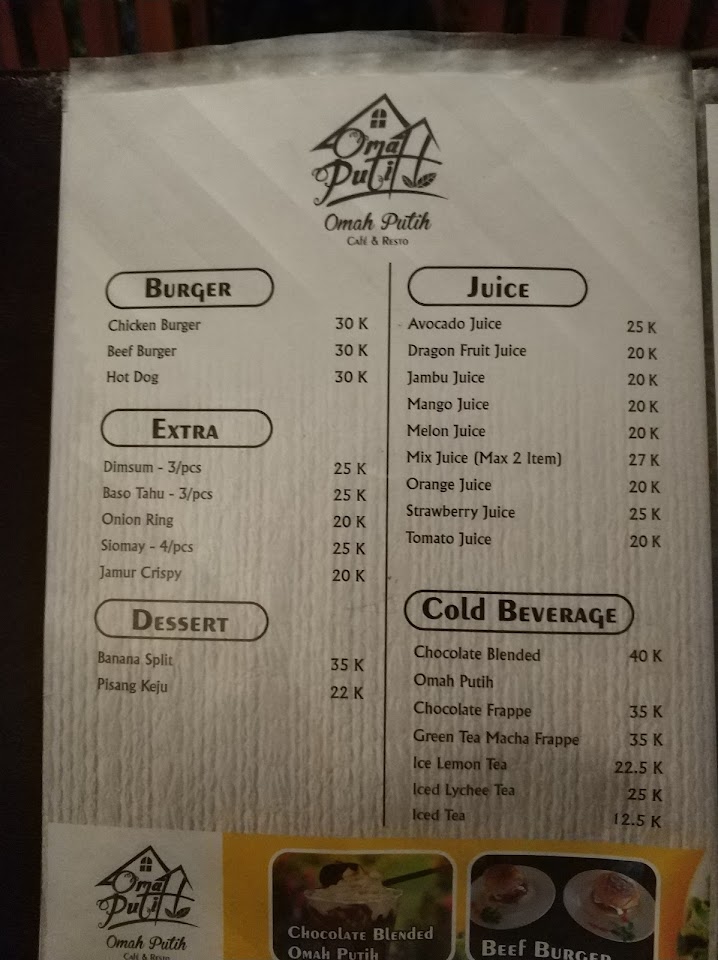 Omah
Putih
Omah Putih
Café & Resto
Burger
Chicken Burger 30 K
Beef Burger 30 K
Hot Dog 30 K
Extra
Dimsum - 3/pcs 25 K
Baso Tahu - 3/pcs 25 K
Onion Ring 20 K
Siomay - 4/pcs 25 K
Jamur Crispy 20 K
Dessert
Banana Split 35 K
Pisang Keju 22 K
Juice
Avocado Juice 25 K
Dragon Fruit Juice 20 K
Jambu Juice 20 K
Mango Juice 20 K
Melon Juice 20 K
Mix Juice (Max 2 Item) 27 K
Orange Juice 20 K
Strawberry Juice 25 K
Tomato Juice 20 K
Cold Beverage
Chocolate Blended 40 K
Omah Putih
Chocolate Frappe 35 K
Green Tea Macha Frappe 35 K
Ice Lemon Tea 22.5 K
Iced Lychee Tea 25 K
Iced Tea 12.5 K
Omah
Putih
Omah Putih
Café & Resto
Chocolate Blended
Omah Putih
Beef Burger